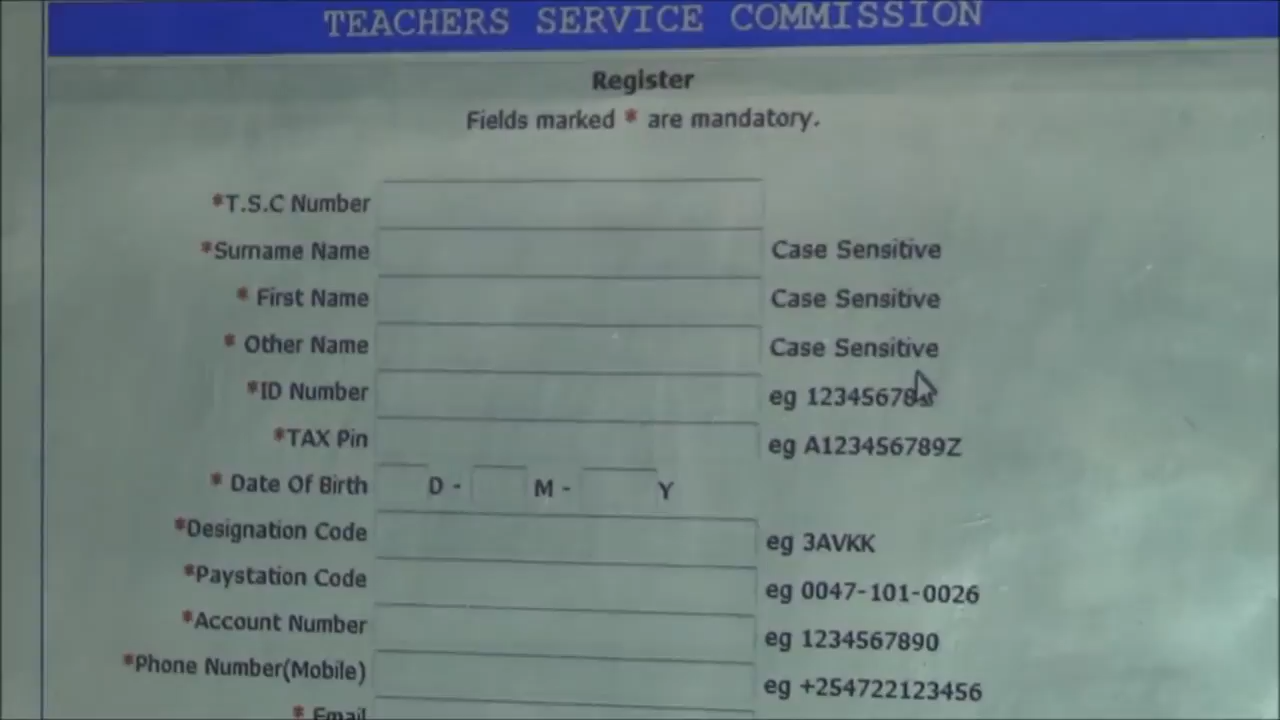 TEACHERS SERVICE COMMISSION
Register
Fields marked * are mandatory.
*T.S.C Number
*Surname Name Case Sensitive
* First Name Case Sensitive
* Other Name Case Sensitive
*ID Number eg 12345678
*TAX Pin eg A123456789Z
* Date Of Birth D - M - Y
*Designation Code eg 3AVKK
*Paystation Code eg 0047-101-0026
*Account Number eg 1234567890
*Phone Number(Mobile) eg +254722123456
* Email